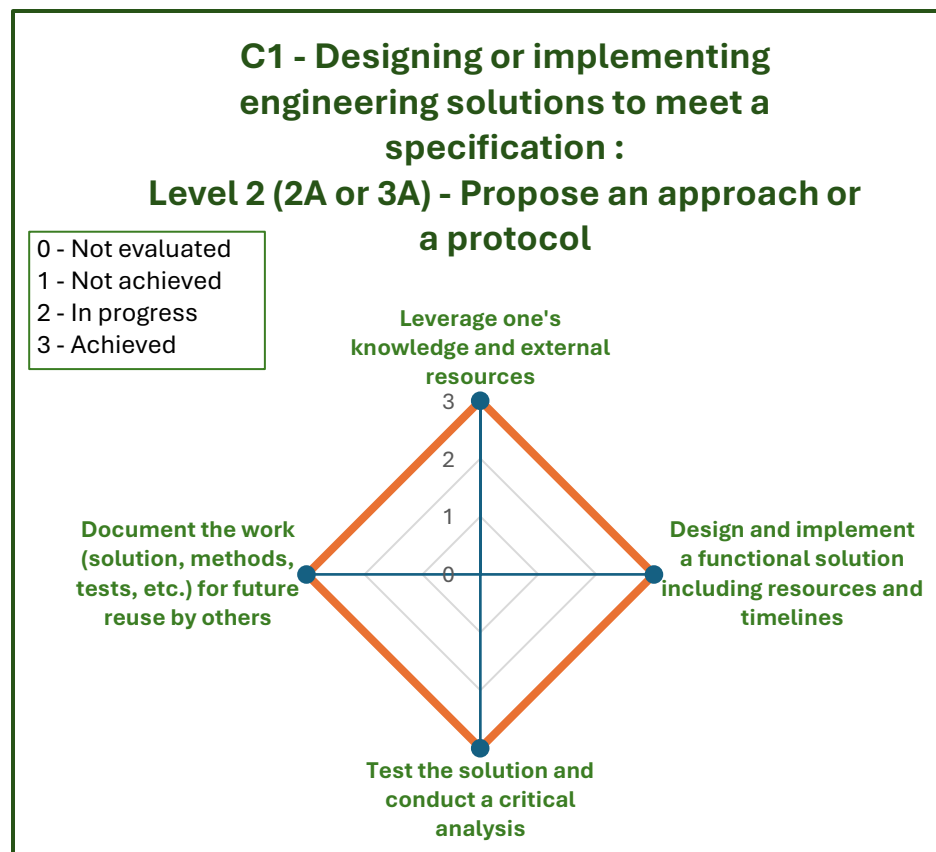 C1 - Designing or implementing
engineering solutions to meet a
specification :
Level 2 (2A or 3A) - Propose an approach or
a protocol
0 - Not evaluated
1 - Not achieved
2 - In progress
3 - Achieved
Leverage one's
knowledge and external
resources
3
2
1
0
Document the work
(solution, methods,
tests, etc.) for future
reuse by others
Design and implement
a functional solution
including resources and
timelines
Test the solution and
conduct a critical
analysis